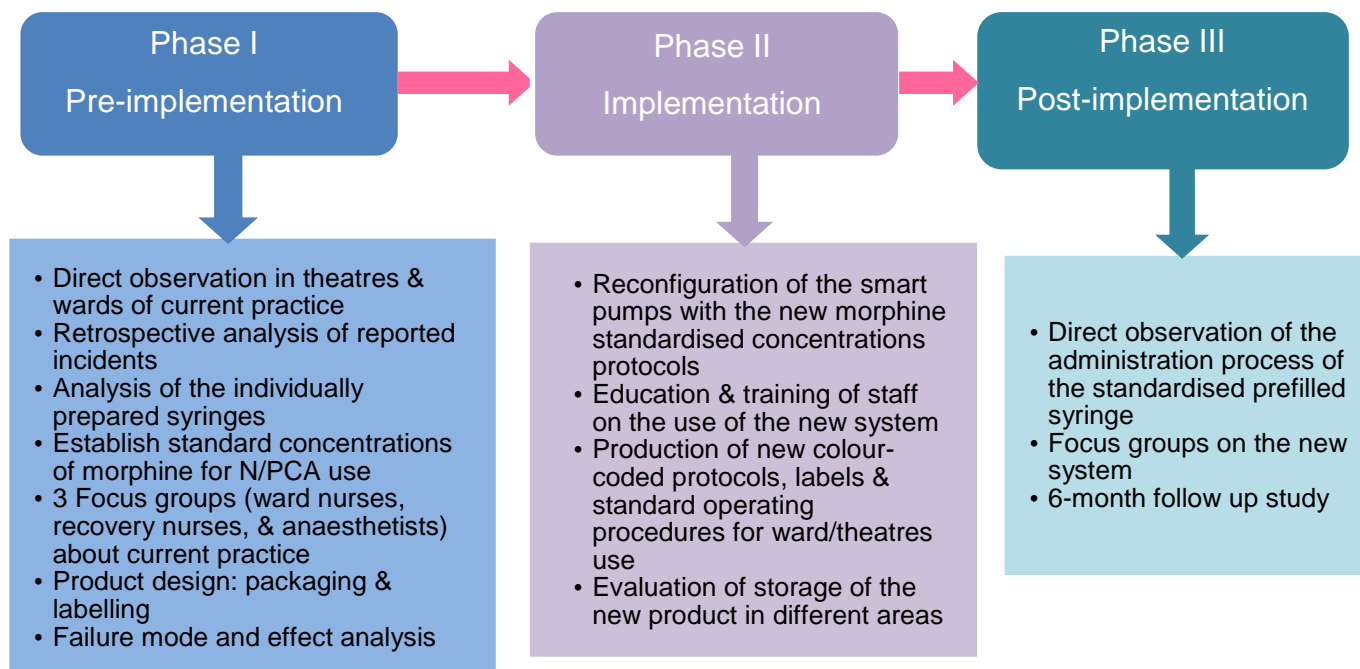 Phase I
Pre-implementation
Phase II
Implementation
Phase III
Post-implementation
• Direct observation in theatres &
wards of current practice
• Retrospective analysis of reported
incidents
• Analysis of the individually
prepared syringes
• Establish standard concentrations
of morphine for N/PCA use
• 3 Focus groups (ward nurses,
recovery nurses, & anaesthetists)
about current practice
• Product design: packaging &
labelling
• Failure mode and effect analysis
• Reconfiguration of the smart
pumps with the new morphine
standardised concentrations
protocols
• Education & training of staff
on the use of the new system
• Production of new colour-
coded protocols, labels &
standard operating
procedures for ward/theatres
use
• Evaluation of storage of the
new product in different areas
• Direct observation of the
administration process of
the standardised prefilled
syringe
• Focus groups on the new
system
• 6-month follow up study